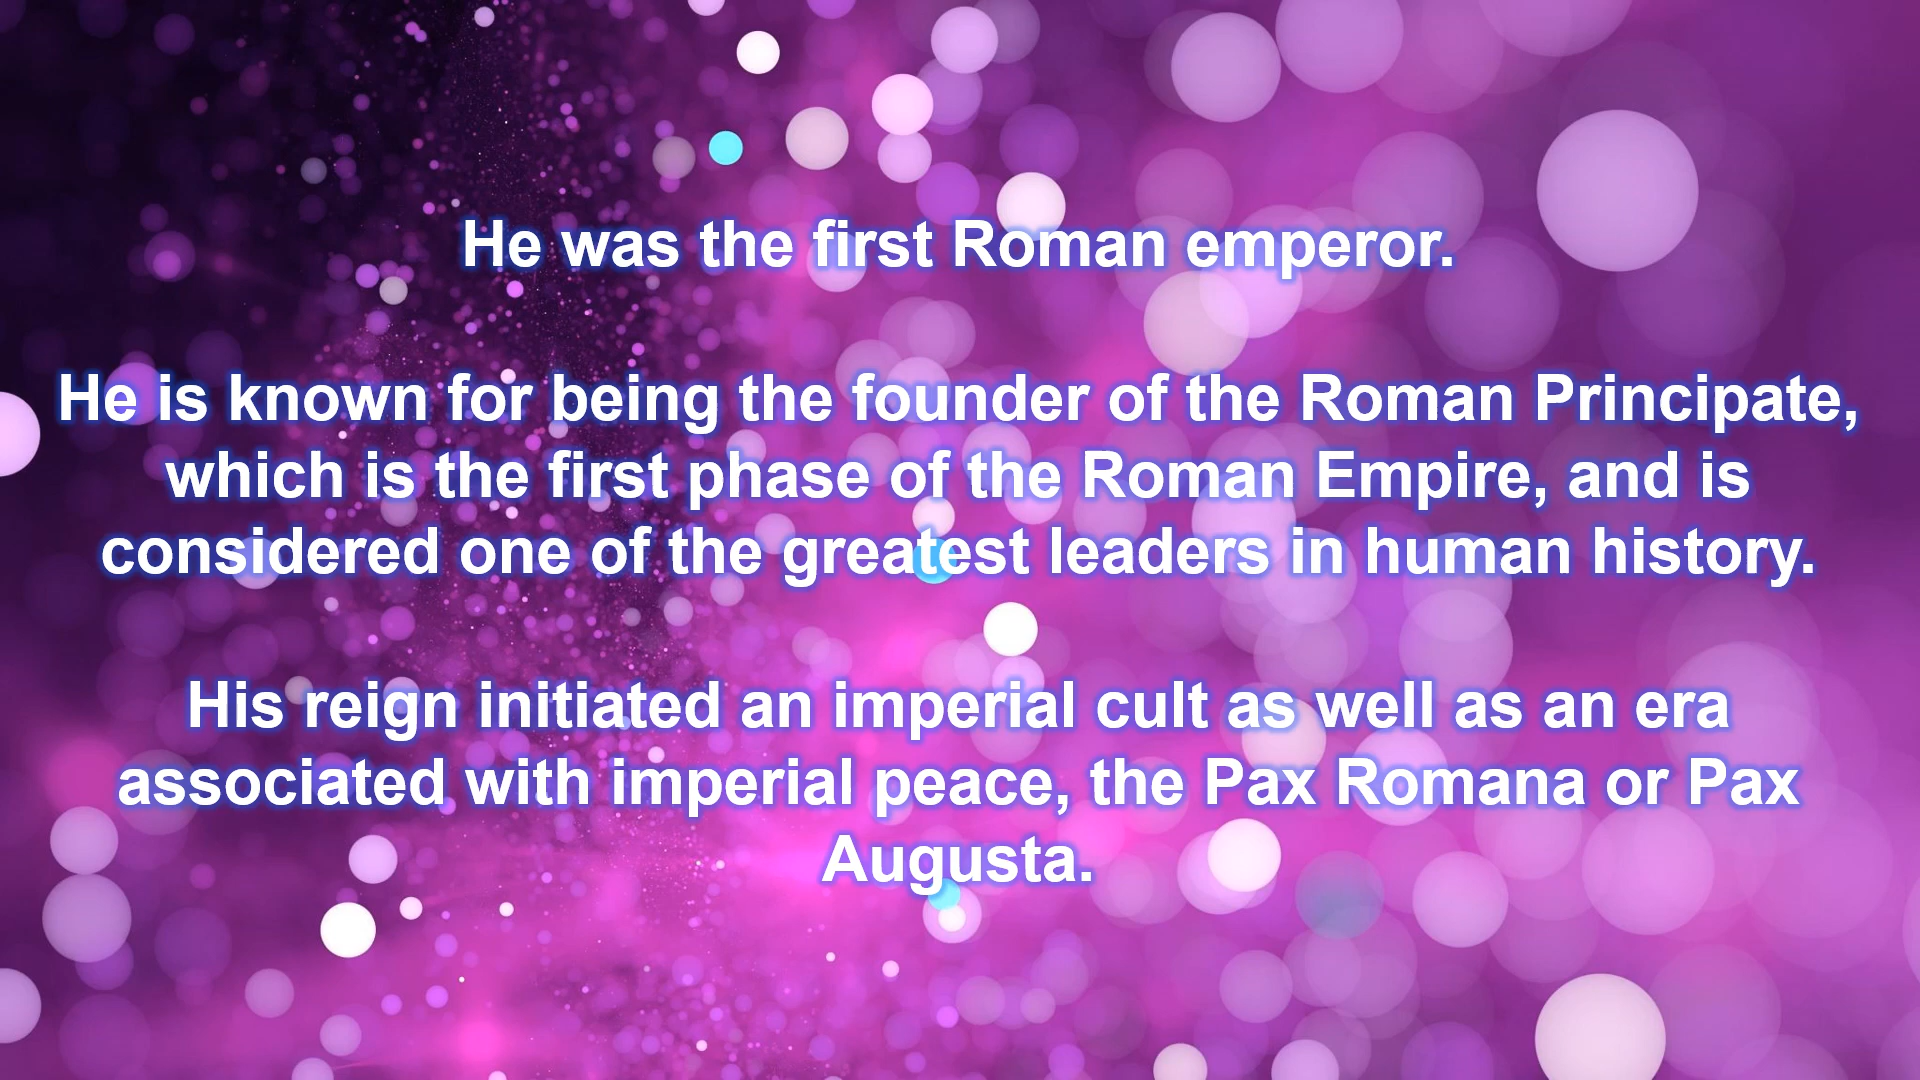 He was the first Roman emperor.
He is known for being the founder of the Roman Principate,
which is the first phase of the Roman Empire, and is
considered one of the greatest leaders in human history.
His reign initiated an imperial cult as well as an era
associated with imperial peace, the Pax Romana or Pax
Augusta.